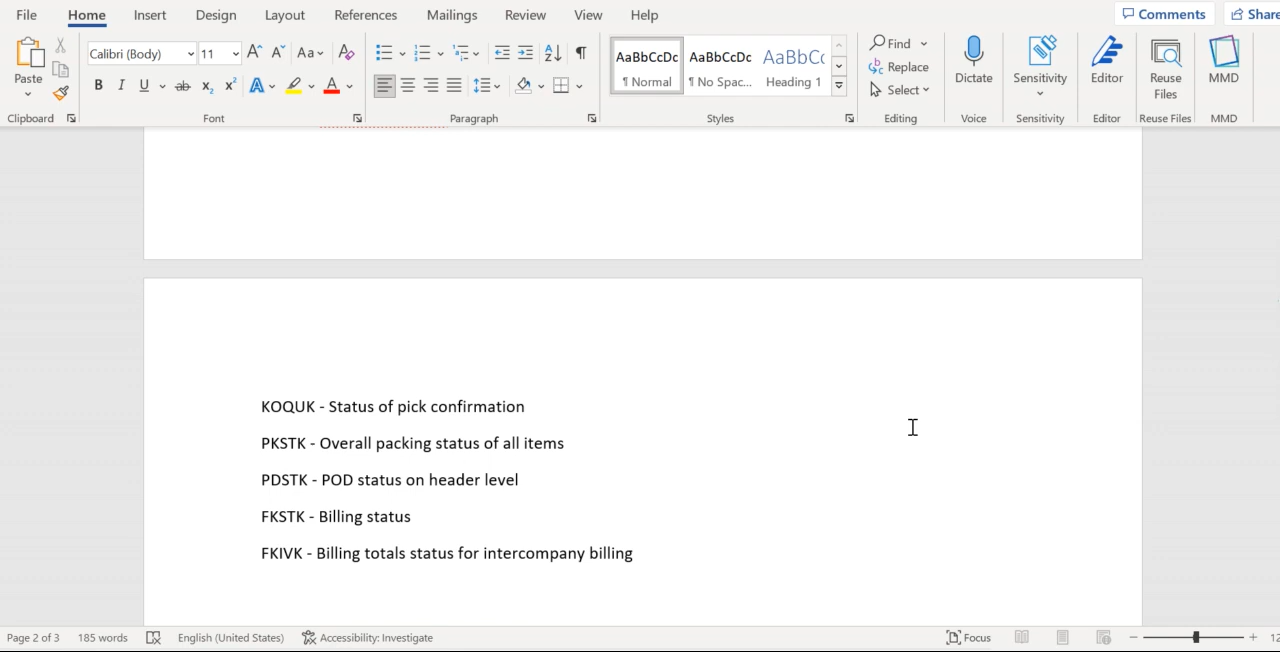 File Home Insert Design Layout References Mailings Review View Help Comments Share
Calibri (Body) 11 Aa AaBbCcDc AaBbCcDc AaBbCc Find
Paste Normal No Spac... Heading 1 Replace Dictate Sensitivity Editor Reuse Files MMD
B I U ab x2 x2 A A Select
Clipboard Font Paragraph Styles Editing Voice Sensitivity Editor Reuse Files MMD
KOQUK - Status of pick confirmation
PKSTK - Overall packing status of all items
PDSTK - POD status on header level
FKSTK - Billing status
FKIVK - Billing totals status for intercompany billing
Page 2 of 3 185 words English (United States) Accessibility: Investigate Focus